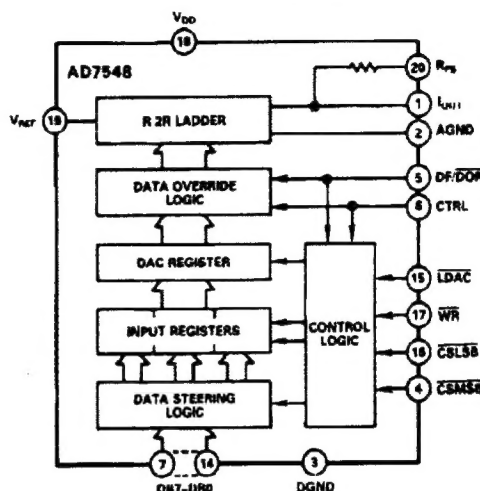 VDD
18
AD7548
RFB
20
VREF
19
R 2R LADDER
1
IOUT
2
AGND
DATA OVERRIDE
LOGIC
5
DF/DOR
6
CTRL
DAC REGISTER
CONTROL
LOGIC
15
LDAC
INPUT REGISTERS
17
WR
16
CSLSB
DATA STEERING
LOGIC
4
CSMSB
7
14
3
DB7–DB0
DGND